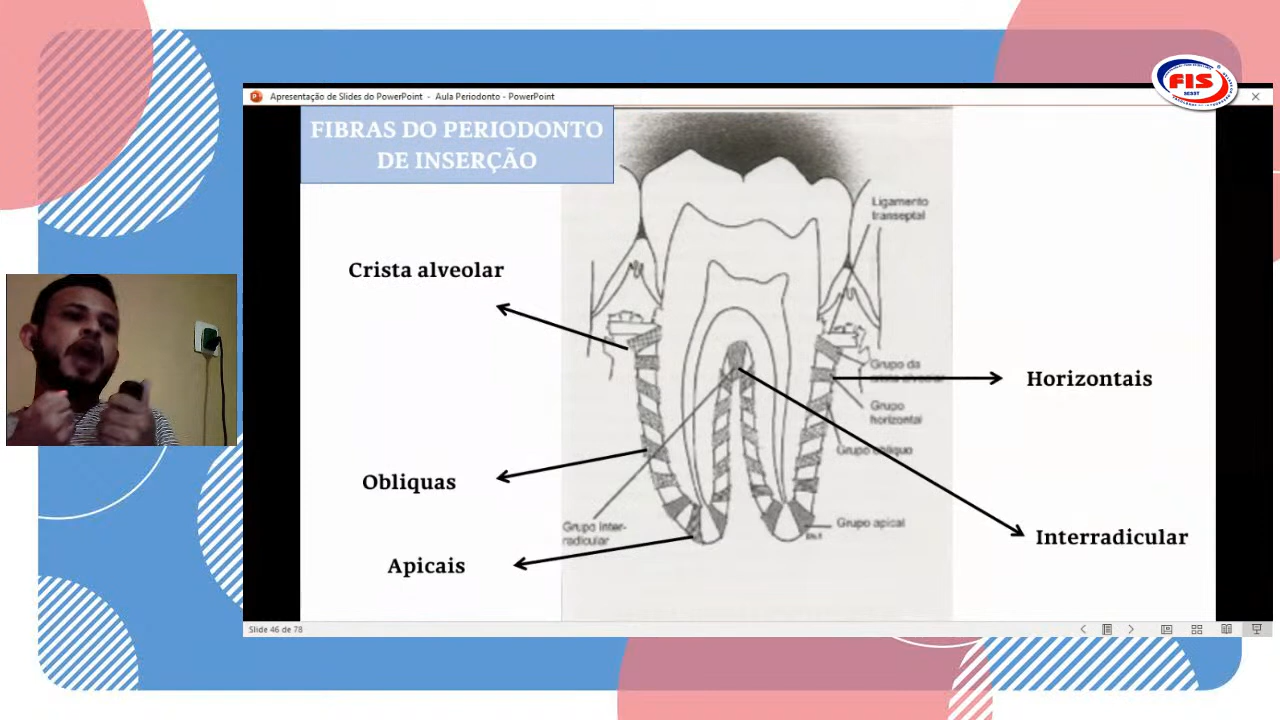 FIS
SESST
Apresentação de Slides do PowerPoint - Aula Periodonto - PowerPoint
FIBRAS DO PERIODONTO
DE INSERÇÃO
Ligamento
transeptal
Crista alveolar
Grupo da
crista alveolar
Horizontais
Grupo
horizontal
Grupo oblíquo
Obliquas
Grupo inter-
radicular
Grupo apical
Interradicular
Apicais
Slide 46 de 78